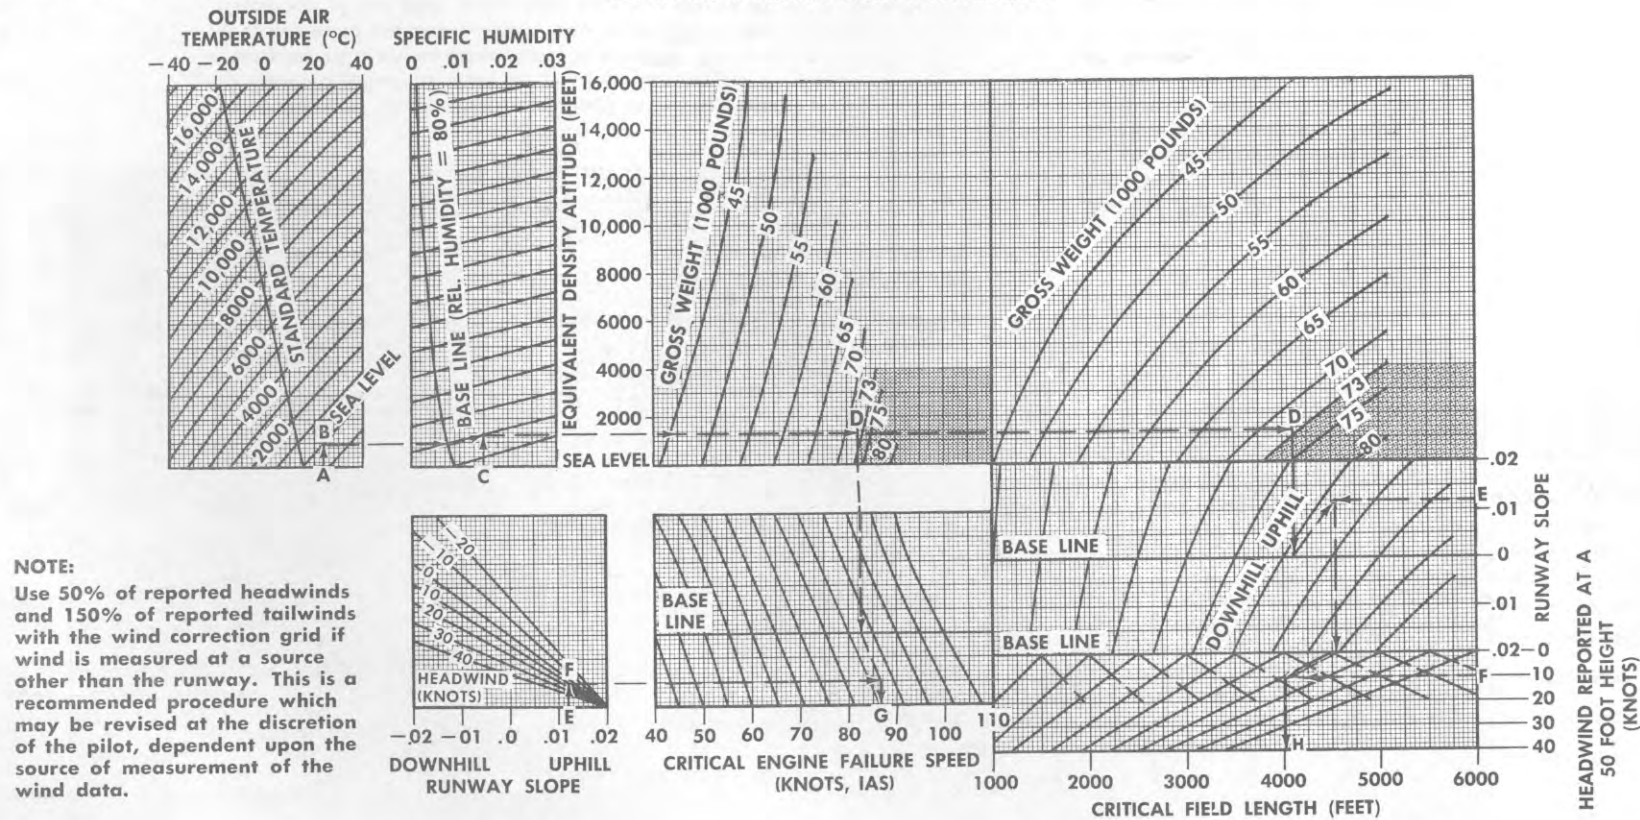 OUTSIDE AIR
TEMPERATURE (°C)
-40 -20 0 20 40
16,000
14,000
12,000
10,000
8000
6000
4000
2000
SEA LEVEL
STANDARD TEMPERATURE
B
A
SPECIFIC HUMIDITY
0 .01 .02 .03
BASE LINE (REL. HUMIDITY = 80%)
C
EQUIVALENT DENSITY ALTITUDE (FEET)
16,000
14,000
12,000
10,000
8000
6000
4000
2000
SEA LEVEL
GROSS WEIGHT (1000 POUNDS)
45
50
55
60
65
70
73
75
80
D
GROSS WEIGHT (1000 POUNDS)
45
50
55
60
65
70
73
75
80
D
.02
.01
0
.01
.02
RUNWAY SLOPE
E
BASE LINE
UPHILL
DOWNHILL
BASE LINE
0
10
20
30
40
F
HEADWIND REPORTED AT A
50 FOOT HEIGHT
(KNOTS)
H
1000 2000 3000 4000 5000 6000
CRITICAL FIELD LENGTH (FEET)
-20
-10
0
10
20
30
40
HEADWIND
(KNOTS)
F
E
-.02 -01 .0 0.01 0.02
DOWNHILL UPHILL
RUNWAY SLOPE
BASE
LINE
G
40 50 60 70 80 90 100 110
CRITICAL ENGINE FAILURE SPEED
(KNOTS, IAS)
NOTE:
Use 50% of reported headwinds
and 150% of reported tailwinds
with the wind correction grid if
wind is measured at a source
other than the runway. This is a
recommended procedure which
may be revised at the discretion
of the pilot, dependent upon the
source of measurement of the
wind data.